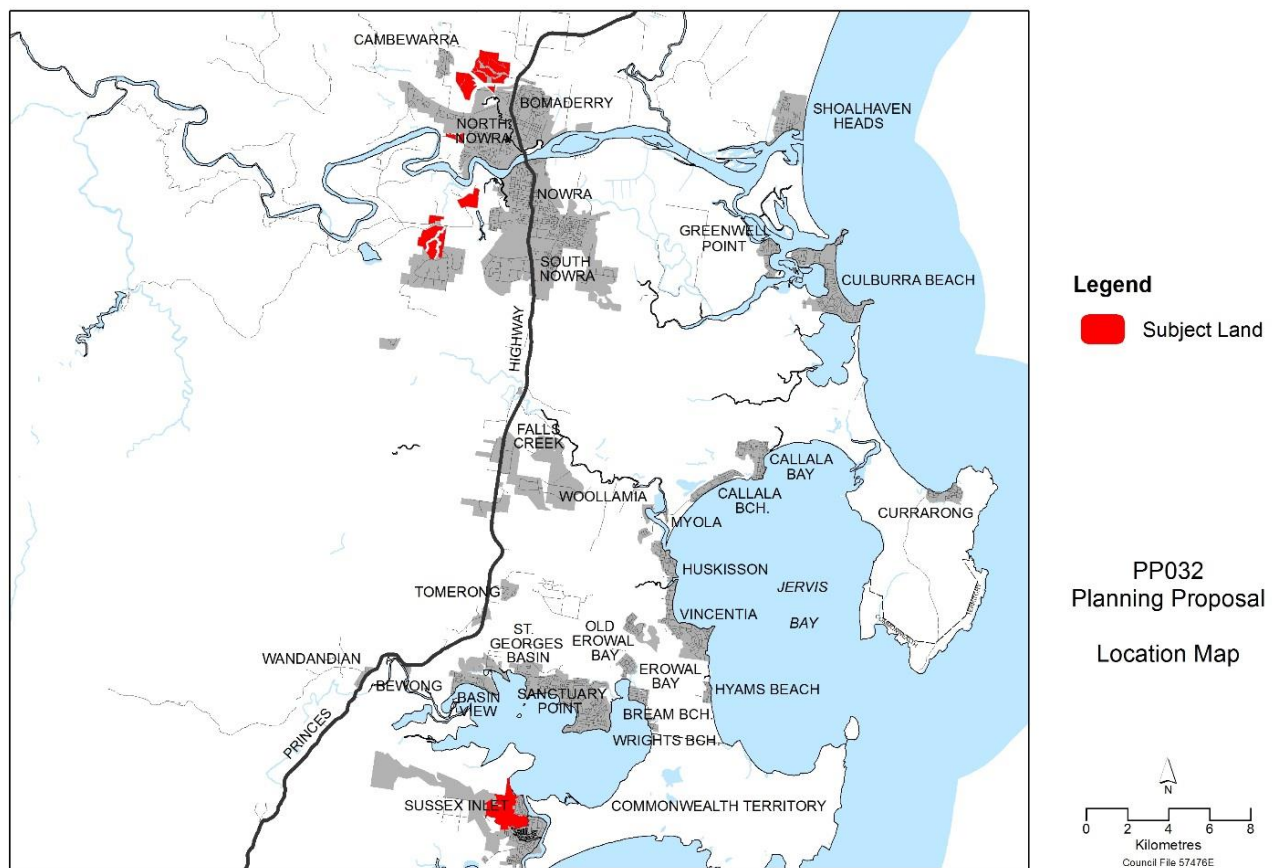 CAMBEWARRA
BOMADERRY
NORTH
NOWRA
SHOALHAVEN
HEADS
NOWRA
GREENWELL
POINT
SOUTH
NOWRA
CULBURRA BEACH
HIGHWAY
FALLS
CREEK
WOOLLAMIA
CALLALA
BAY
CALLALA
BCH.
MYOLA
CURRARONG
HUSKISSON
JERVIS
BAY
TOMERONG
VINCENTIA
ST.
GEORGES
BASIN
OLD
EROWAL
BAY
WANDANDIAN
BEWONG
EROWAL
BAY
BASIN
VIEW
SANCTUARY
POINT
HYAMS BEACH
BREAM BCH.
WRIGHTS BCH.
PRINCES
SUSSEX INLET
COMMONWEALTH TERRITORY
Legend
Subject Land
PP032
Planning Proposal
Location Map
N
0 2 4 6 8
Kilometres
Council File 57476E